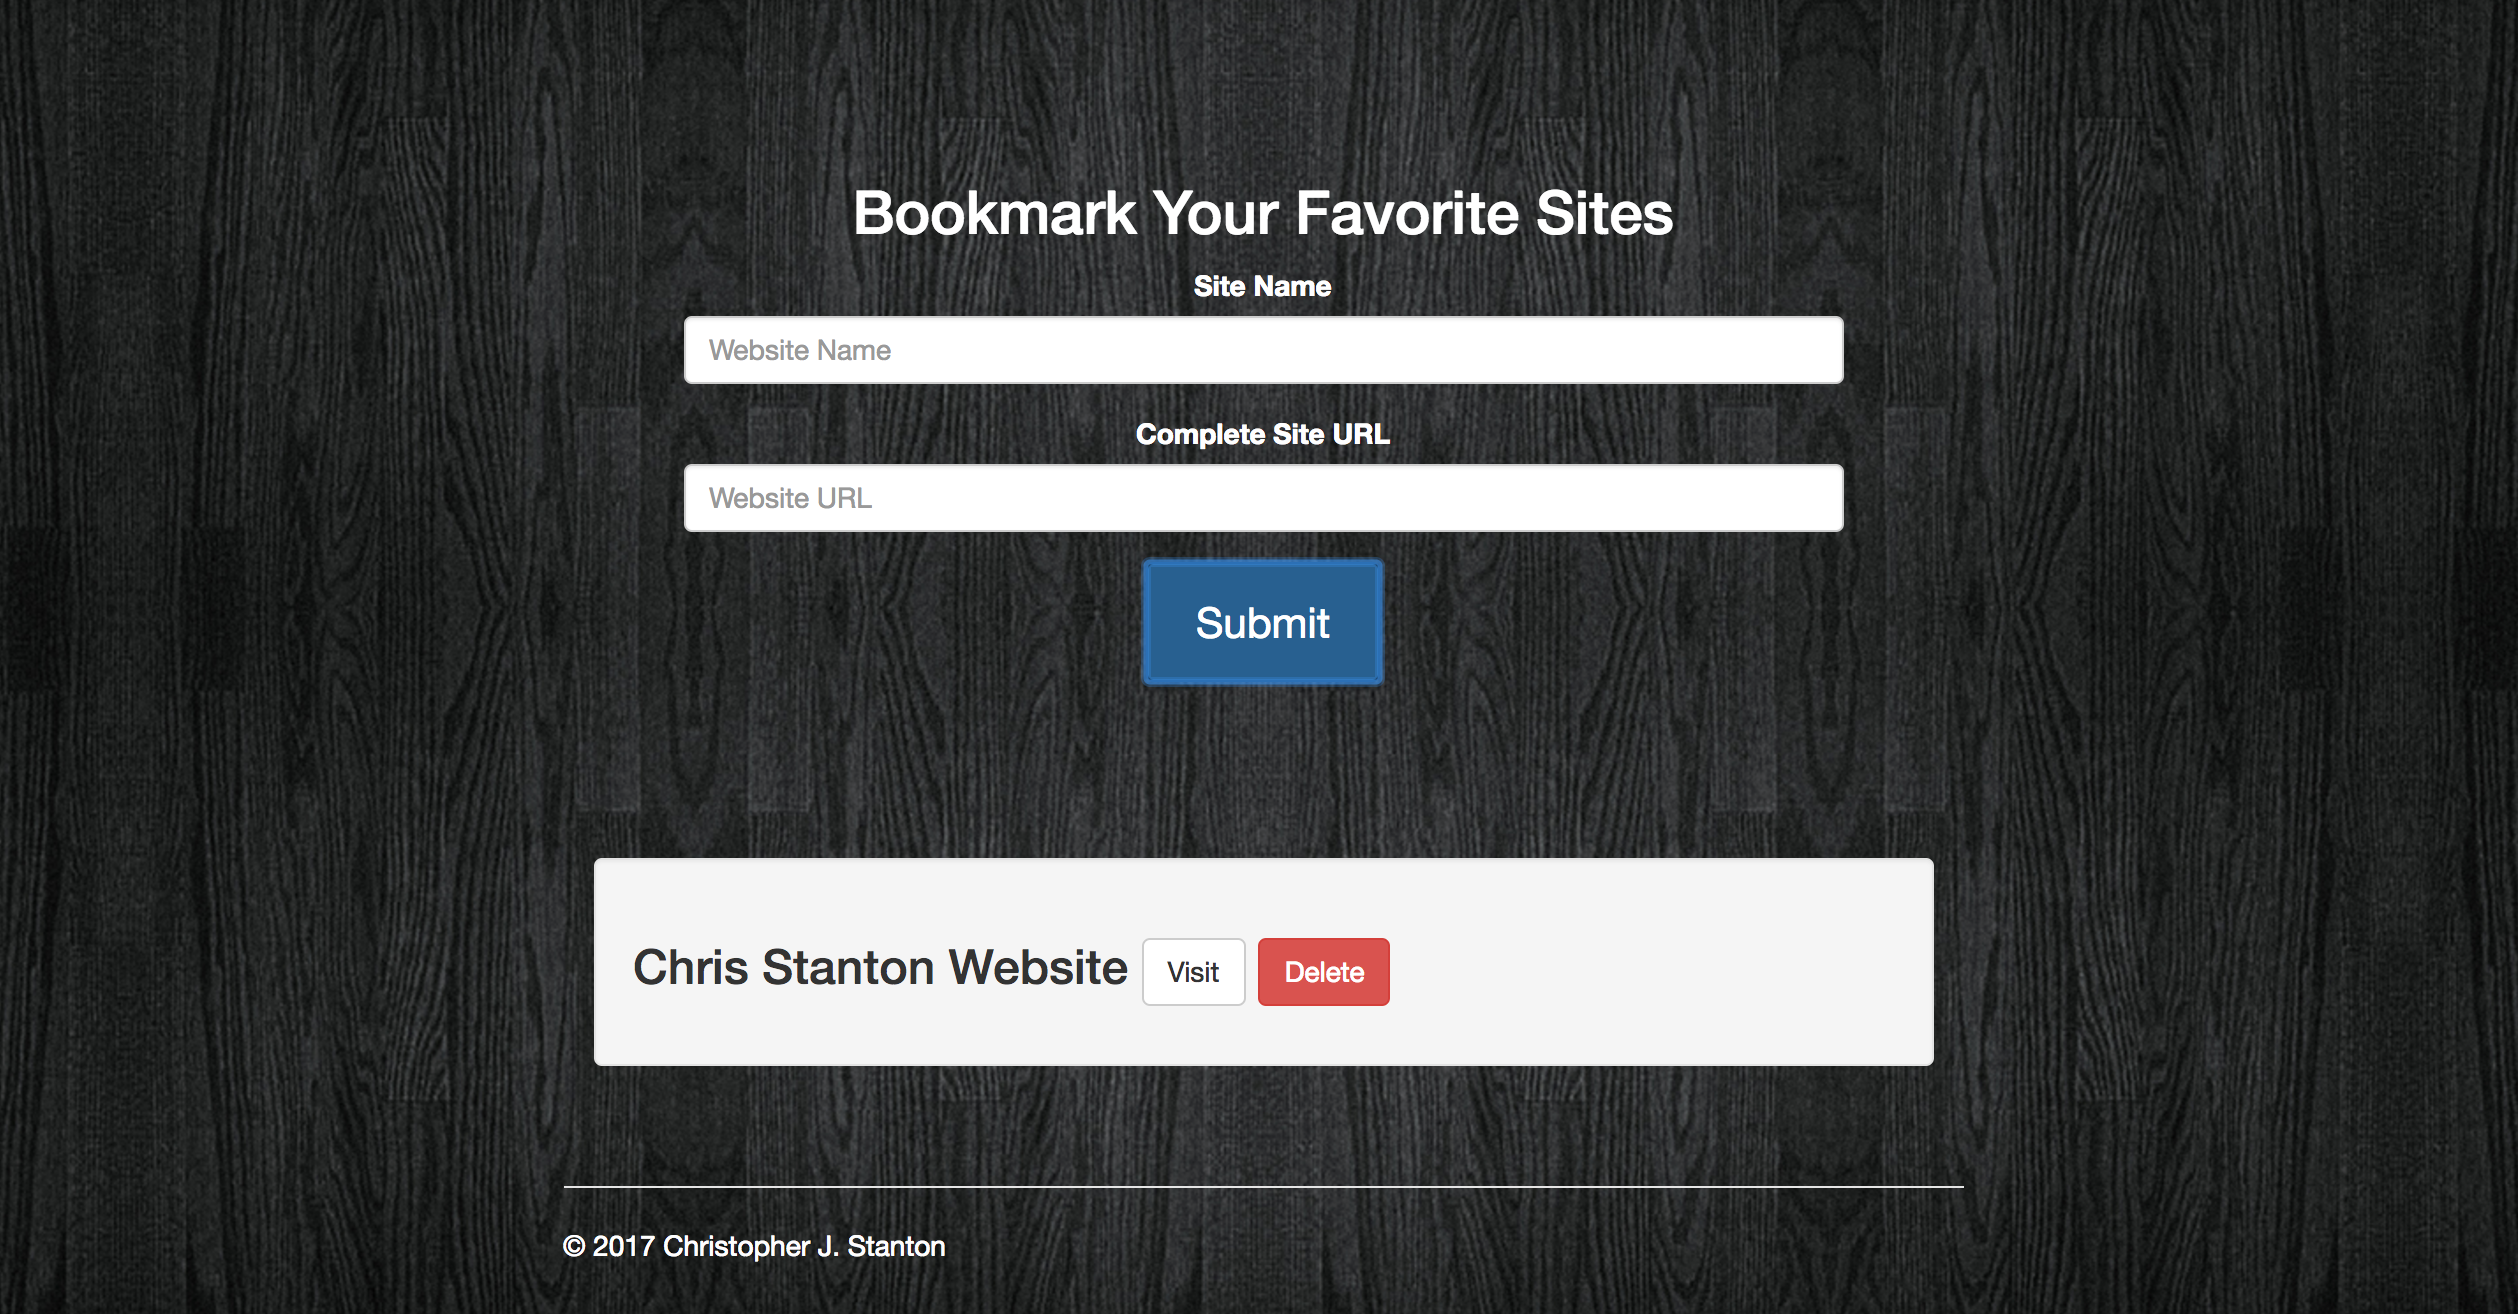 Bookmark Your Favorite Sites
Site Name
Website Name
Complete Site URL
Website URL
Submit
Chris Stanton Website Visit Delete
© 2017 Christopher J. Stanton